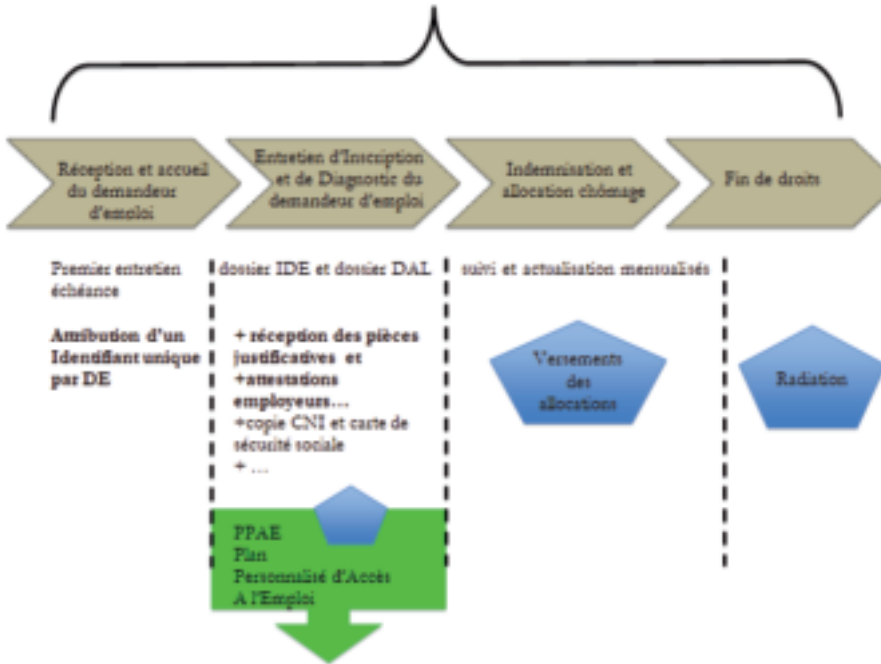 Réception et accueil
du demandeur
d'emploi
Entretien d'Inscription
et de Diagnostic du
demandeur d'emploi
Indemnisation et
allocation chômage
Fin de droits
Premier entretien
échéance
Attribution d'un
Identifiant unique
par DE
dossier IDE et dossier DAL
+ réception des pièces
justificatives et
+attestations
employeurs…
+copie CNI et carte de
sécurité sociale
+ …
PPAE
Plan
Personnalisé d'Accès
A l'Emploi
suivi et actualisation mensualisés
Versements
des
allocations
Radiation